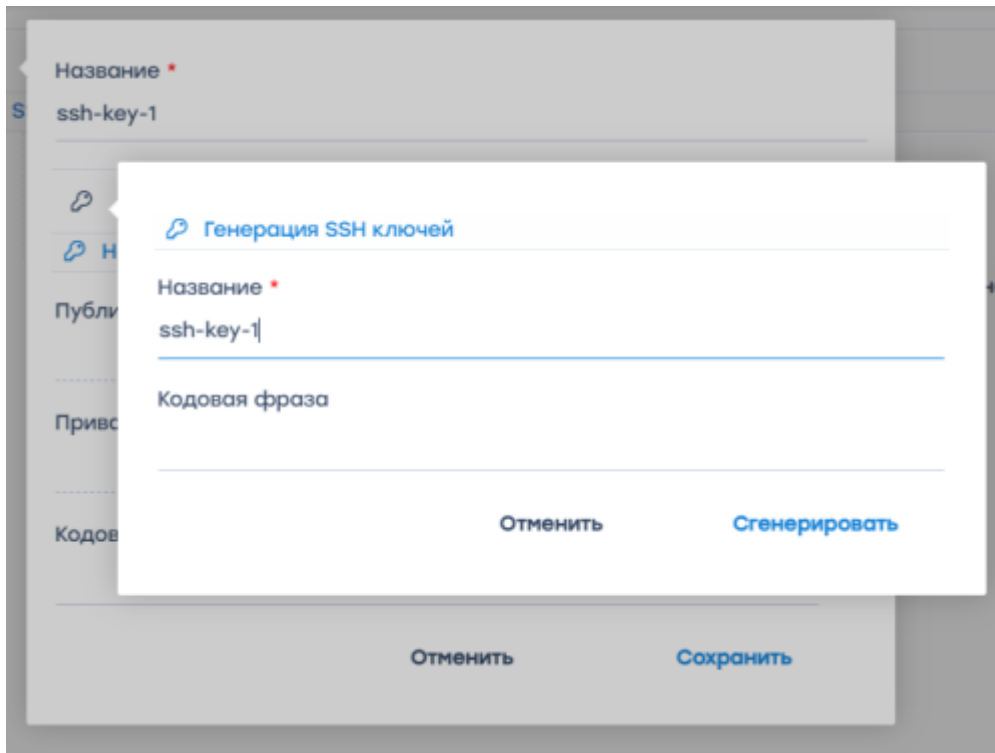 Название *
ssh-key-1
Генерация SSH ключей
Название *
ssh-key-1
Кодовая фраза
Отменить
Сгенерировать
Отменить
Сохранить